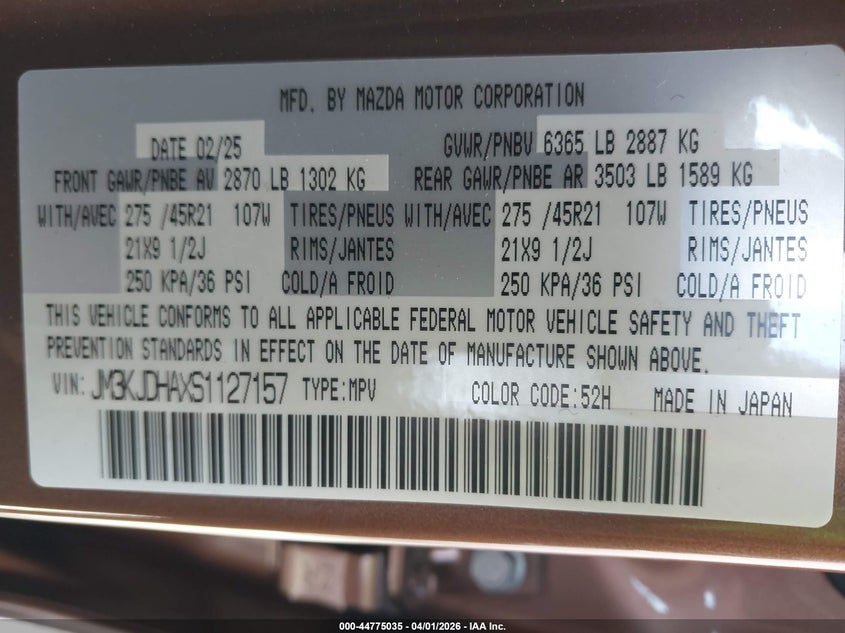 MFD. BY MAZDA MOTOR CORPORATION
DATE 02/25 GVWR/PNBV 6365 LB 2887 KG
FRONT GAWR/PNBE AV 2870 LB 1302 KG REAR GAWR/PNBE AR 3503 LB 1589 KG
WITH/AVEC 275 /45R21 107W TIRES/PNEUS WITH/AVEC 275 /45R21 107W TIRES/PNEUS
21X9 1/2J RIMS/JANTES 21X9 1/2J RIMS/JANTES
250 KPA/36 PSI COLD/A FROID 250 KPA/36 PSI COLD/A FROID
THIS VEHICLE CONFORMS TO ALL APPLICABLE FEDERAL MOTOR VEHICLE SAFETY AND THEFT
PREVENTION STANDARDS IN EFFECT ON THE DATE OF MANUFACTURE SHOWN ABOVE.
VIN: JM3KJDHAXS1127157 TYPE:MPV COLOR CODE:52H MADE IN JAPAN
000-44775035 - 04/01/2026 - IAA Inc.